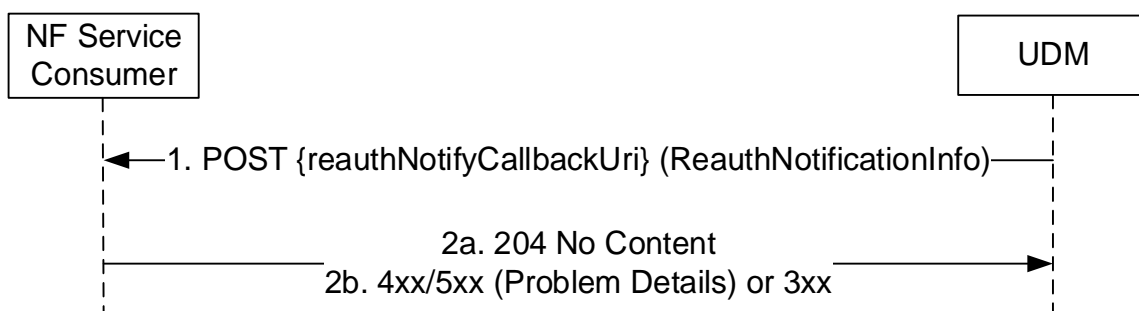 NF Service
Consumer
UDM
1. POST {reauthNotifyCallbackUri} (ReauthNotificationInfo)
2a. 204 No Content
2b. 4xx/5xx (Problem Details) or 3xx